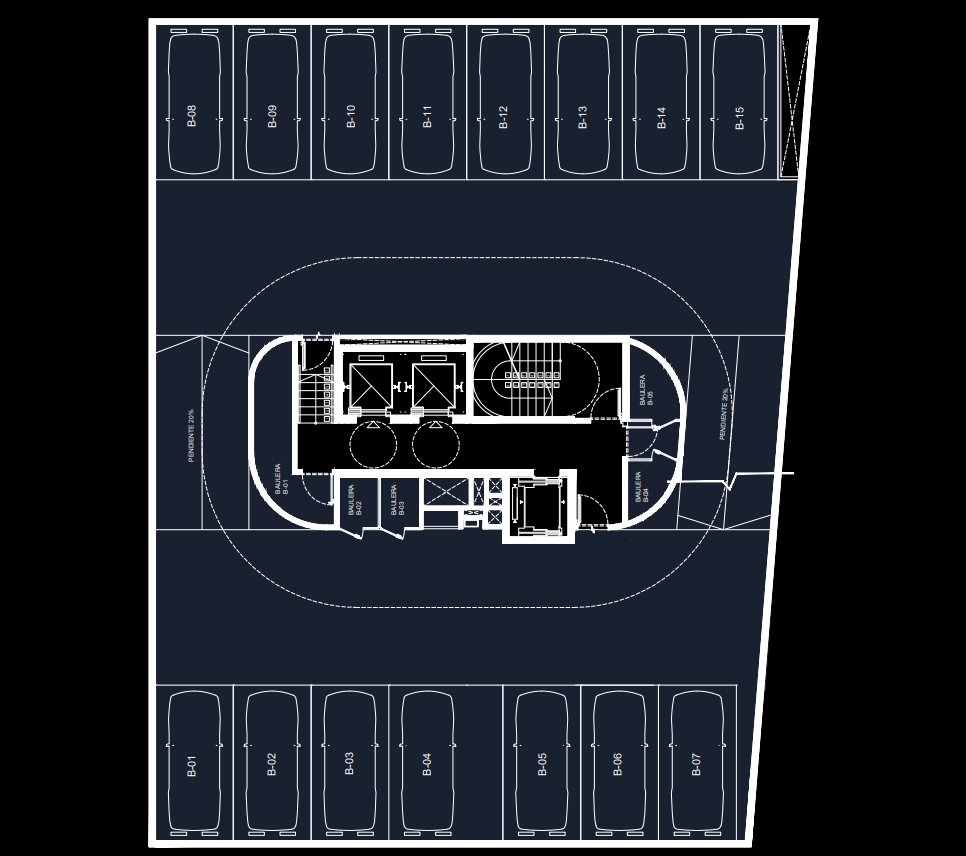 B-08
B-09
B-10
B-11
B-12
B-13
B-14
B-15
PENDIENTE 20%
BAULERA
B-01
BAULERA
B-02
BAULERA
B-03
BAULERA
B-05
BAULERA
B-04
PENDIENTE 20%
B-01
B-02
B-03
B-04
B-05
B-06
B-07